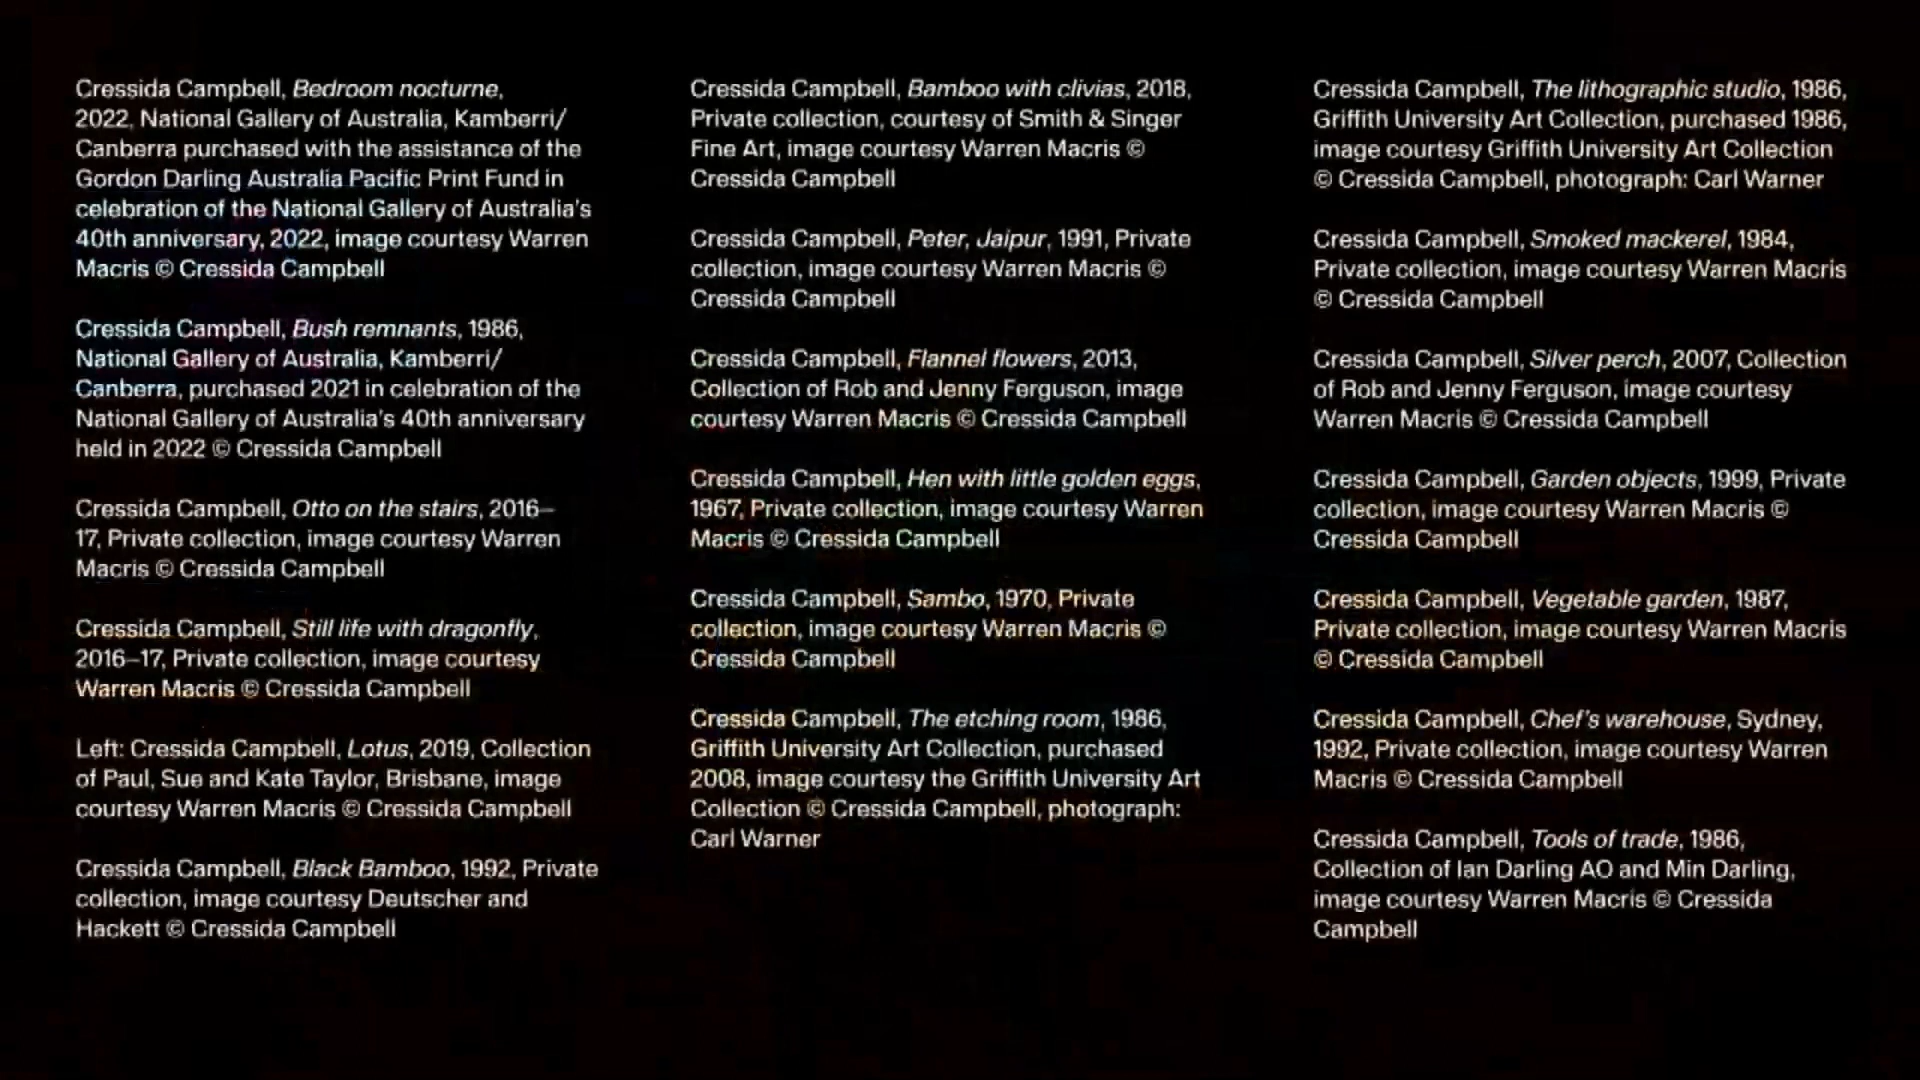 Cressida Campbell, Bedroom nocturne,
2022, National Gallery of Australia, Kamberri/
Canberra purchased with the assistance of the
Gordon Darling Australia Pacific Print Fund in
celebration of the National Gallery of Australia's
40th anniversary, 2022, image courtesy Warren
Macris © Cressida Campbell
Cressida Campbell, Bush remnants, 1986,
National Gallery of Australia, Kamberri/
Canberra, purchased 2021 in celebration of the
National Gallery of Australia's 40th anniversary
held in 2022 © Cressida Campbell
Cressida Campbell, Otto on the stairs, 2016–
17, Private collection, image courtesy Warren
Macris © Cressida Campbell
Cressida Campbell, Still life with dragonfly,
2016–17, Private collection, image courtesy
Warren Macris © Cressida Campbell
Left: Cressida Campbell, Lotus, 2019, Collection
of Paul, Sue and Kate Taylor, Brisbane, image
courtesy Warren Macris © Cressida Campbell
Cressida Campbell, Black Bamboo, 1992, Private
collection, image courtesy Deutscher and
Hackett © Cressida Campbell
Cressida Campbell, Bamboo with clivias, 2018,
Private collection, courtesy of Smith & Singer
Fine Art, image courtesy Warren Macris ©
Cressida Campbell
Cressida Campbell, Peter, Jaipur, 1991, Private
collection, image courtesy Warren Macris ©
Cressida Campbell
Cressida Campbell, Flannel flowers, 2013,
Collection of Rob and Jenny Ferguson, image
courtesy Warren Macris © Cressida Campbell
Cressida Campbell, Hen with little golden eggs,
1967, Private collection, image courtesy Warren
Macris © Cressida Campbell
Cressida Campbell, Sambo, 1970, Private
collection, image courtesy Warren Macris ©
Cressida Campbell
Cressida Campbell, The etching room, 1986,
Griffith University Art Collection, purchased
2008, image courtesy the Griffith University Art
Collection © Cressida Campbell, photograph:
Carl Warner
Cressida Campbell, The lithographic studio, 1986,
Griffith University Art Collection, purchased 1986,
image courtesy Griffith University Art Collection
© Cressida Campbell, photograph: Carl Warner
Cressida Campbell, Smoked mackerel, 1984,
Private collection, image courtesy Warren Macris
© Cressida Campbell
Cressida Campbell, Silver perch, 2007, Collection
of Rob and Jenny Ferguson, image courtesy
Warren Macris © Cressida Campbell
Cressida Campbell, Garden objects, 1999, Private
collection, image courtesy Warren Macris ©
Cressida Campbell
Cressida Campbell, Vegetable garden, 1987,
Private collection, image courtesy Warren Macris
© Cressida Campbell
Cressida Campbell, Chef's warehouse, Sydney,
1992, Private collection, image courtesy Warren
Macris © Cressida Campbell
Cressida Campbell, Tools of trade, 1986,
Collection of Ian Darling AO and Min Darling,
image courtesy Warren Macris © Cressida
Campbell